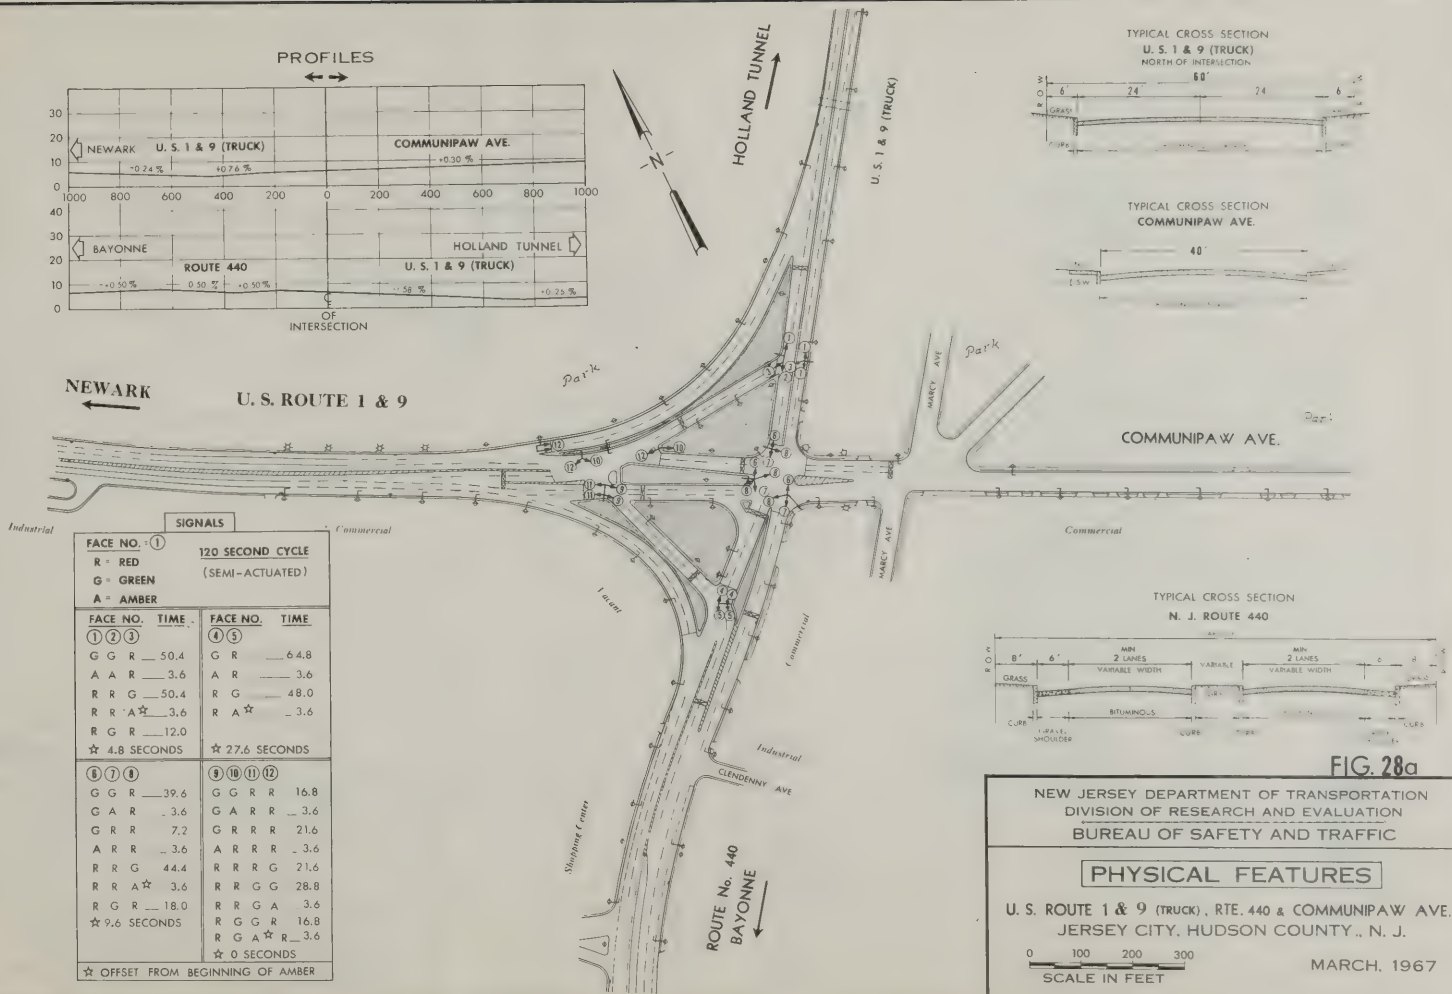 PROFILES
30
20
10
0
NEWARK U. S. 1 & 9 (TRUCK)
COMMUNIPAW AVE.
+0.30 %
-0.24 %
+0.76 %
1000 800 600 400 200 0 200 400 600 800 1000
40
30
20
10
0
BAYONNE
HOLLAND TUNNEL
ROUTE 440
U. S. 1 & 9 (TRUCK)
+0.50 %
0.50 %
+0.50 %
+0.25 %
℄
OF
INTERSECTION
HOLLAND TUNNEL
U. S. 1 & 9 (TRUCK)
N
TYPICAL CROSS SECTION
U. S. 1 & 9 (TRUCK)
NORTH OF INTERSECTION
60'
6' 24 24 6
R O W
GRASS
CURB
TYPICAL CROSS SECTION
COMMUNIPAW AVE.
40'
NEWARK
U. S. ROUTE 1 & 9
Park
Park
MARCY AVE
COMMUNIPAW AVE.
Industrial
Commercial
Commercial
MARCY AVE
Vacant
Commercial
Industrial
CLENDENNY AVE
Shopping Center
ROUTE No. 440
BAYONNE
SIGNALS
FACE NO. = ①
R = RED
G = GREEN
A = AMBER
120 SECOND CYCLE
(SEMI-ACTUATED)
FACE NO. TIME.
① ② ③
G G R 50.4
A A R 3.6
R R G 50.4
R R A☆ 3.6
R G R 12.0
☆ 4.8 SECONDS
FACE NO. TIME
④ ⑤
G R 64.8
A R 3.6
R G 48.0
R A☆ 3.6
☆ 27.6 SECONDS
⑥ ⑦ ⑧
G G R 39.6
G A R 3.6
G R R 7.2
A R R 3.6
R R G 44.4
R R A☆ 3.6
R G R 18.0
☆ 9.6 SECONDS
⑨ ⑩ ⑪ ⑫
G G R R 16.8
G A R R 3.6
G R R R 21.6
A R R R 3.6
R R R G 21.6
R R G G 28.8
R R G A 3.6
R G G R 16.8
R G A☆ R 3.6
☆ 0 SECONDS
☆ OFFSET FROM BEGINNING OF AMBER
TYPICAL CROSS SECTION
N. J. ROUTE 440
R O W
8' 6'
MIN
2 LANES
VARIABLE WIDTH
VARIABLE
MIN
2 LANES
VARIABLE WIDTH
GRASS
BITUMINOUS
CURB
SHOULDER
CURB
CURB
FIG. 28a
NEW JERSEY DEPARTMENT OF TRANSPORTATION
DIVISION OF RESEARCH AND EVALUATION
BUREAU OF SAFETY AND TRAFFIC
PHYSICAL FEATURES
U. S. ROUTE 1 & 9 (TRUCK), RTE. 440 & COMMUNIPAW AVE.
JERSEY CITY, HUDSON COUNTY., N. J.
0 100 200 300
SCALE IN FEET
MARCH, 1967